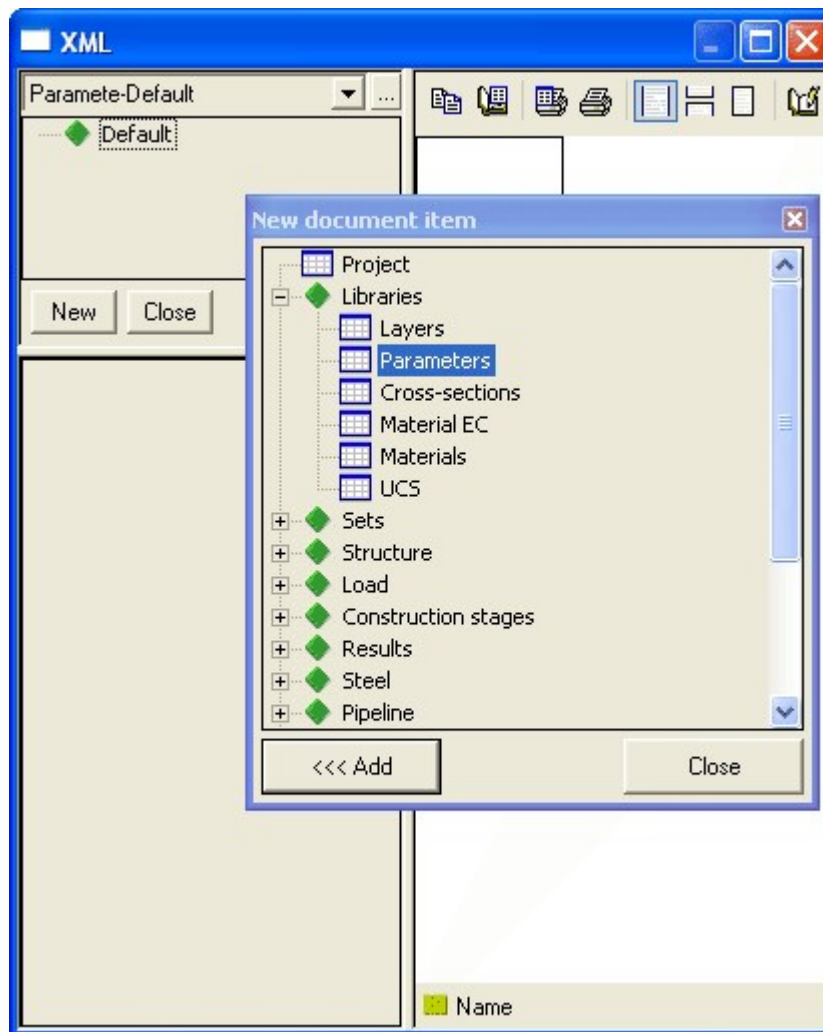 XML
Paramete-Default
...
Default
New document item
Project
Libraries
Layers
Parameters
Cross-sections
Material EC
Materials
UCS
Sets
Structure
Load
Construction stages
Results
Steel
Pipeline
New Close
<<< Add Close
Name